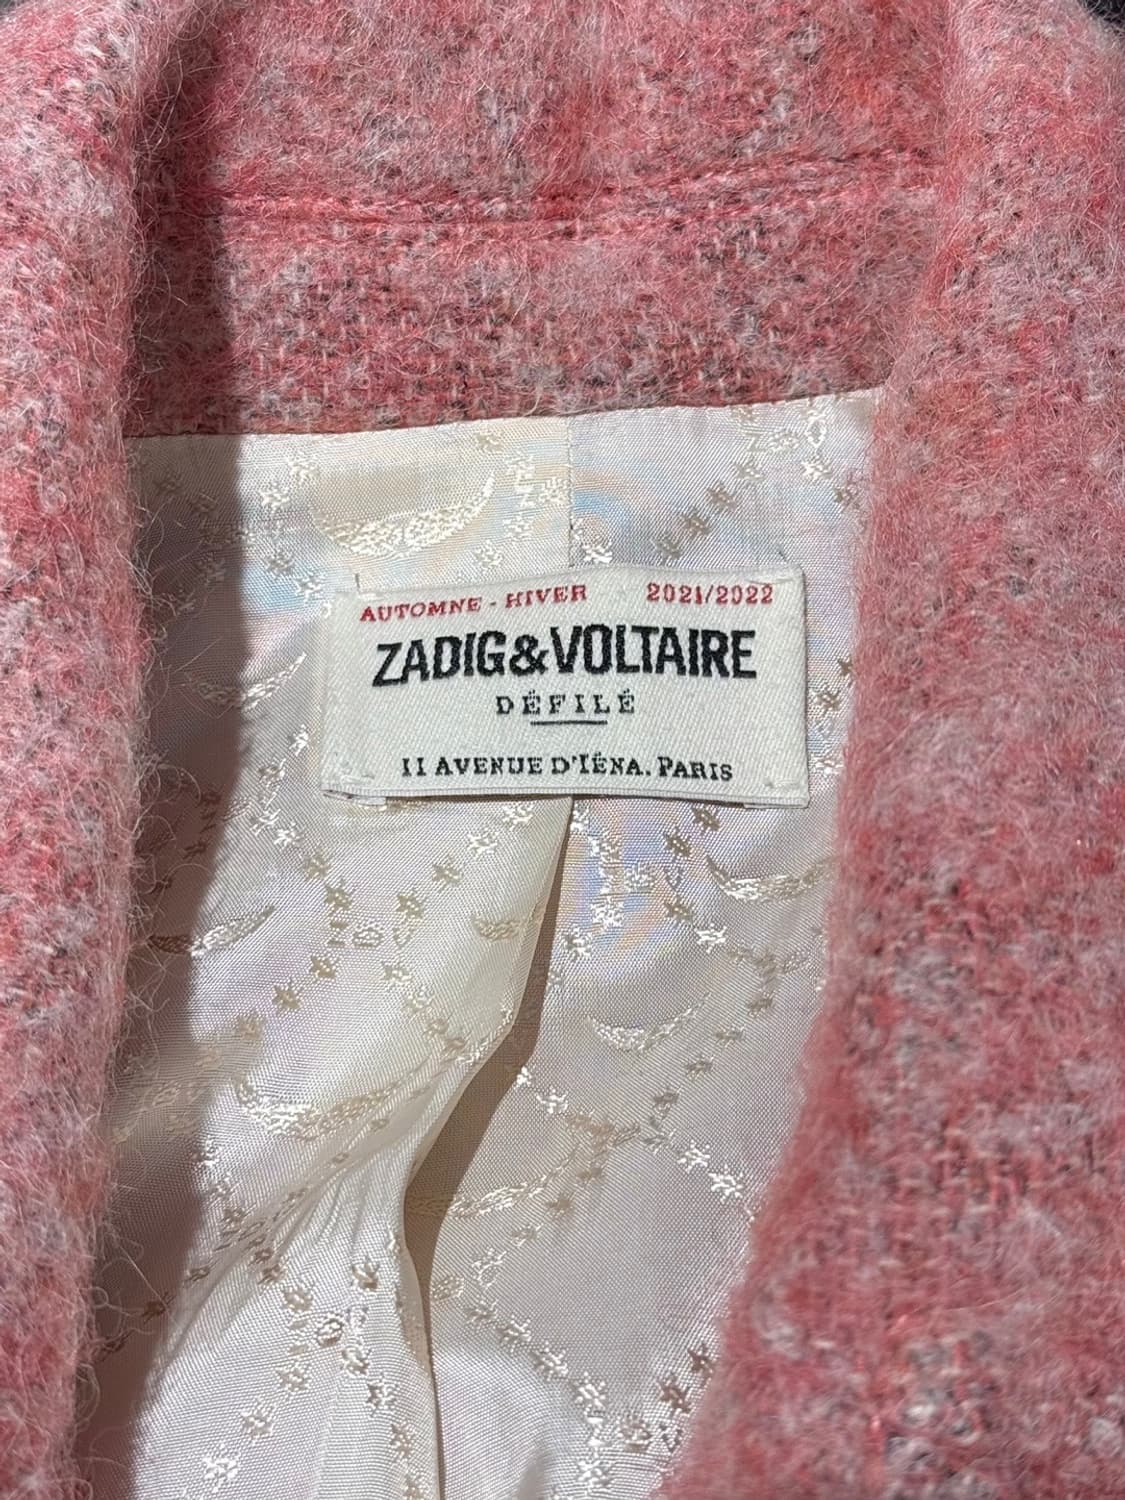 AUTOMNE - HIVER 2021/2022
ZADIG&VOLTAIRE
DÉFILÉ
11 AVENUE D'IÉNA. PARIS